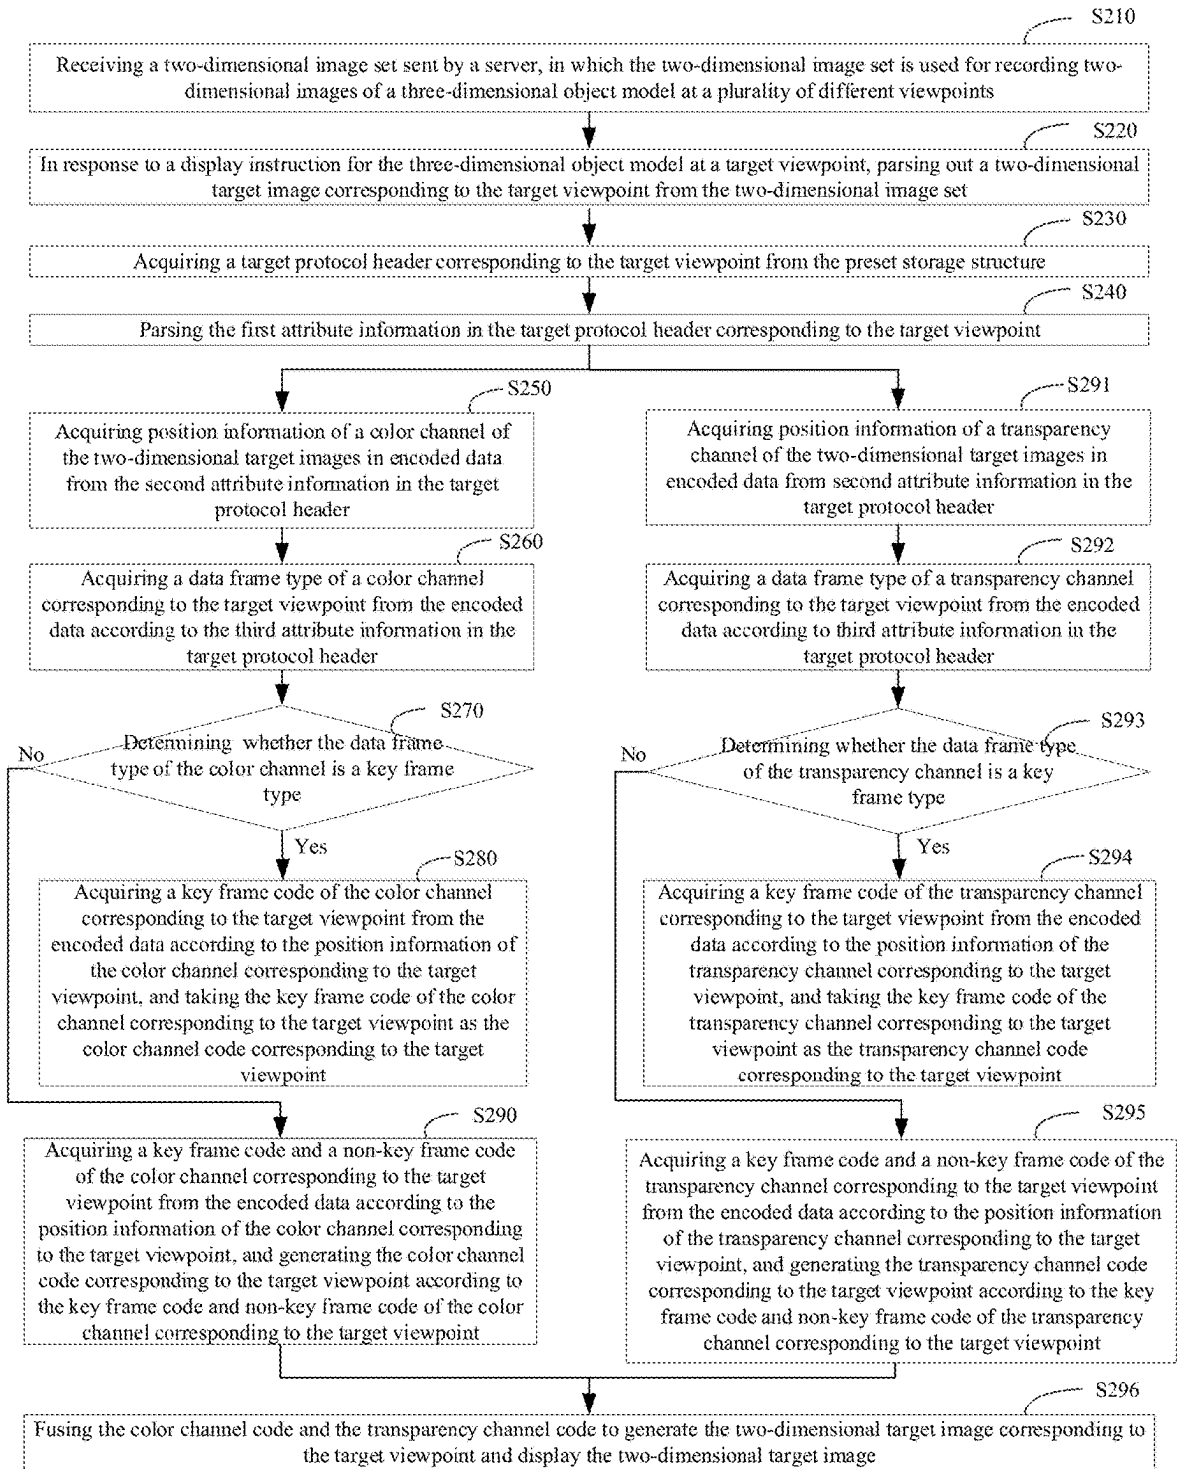 S210
Receiving a two-dimensional image set sent by a server, in which the two-dimensional image set is used for recording two-
dimensional images of a three-dimensional object model at a plurality of different viewpoints
S220
In response to a display instruction for the three-dimensional object model at a target viewpoint, parsing out a two-dimensional
target image corresponding to the target viewpoint from the two-dimensional image set
S230
Acquiring a target protocol header corresponding to the target viewpoint from the preset storage structure
S240
Parsing the first attribute information in the target protocol header corresponding to the target viewpoint
S250
Acquiring position information of a color channel of
the two-dimensional target images in encoded data
from the second attribute information in the target
protocol header
S260
Acquiring a data frame type of a color channel
corresponding to the target viewpoint from the encoded
data according to the third attribute information in the
target protocol header
S270
Determining whether the data frame
type of the color channel is a key frame
type
No
Yes
S280
Acquiring a key frame code of the color channel
corresponding to the target viewpoint from the
encoded data according to the position information of
the color channel corresponding to the target
viewpoint, and taking the key frame code of the color
channel corresponding to the target viewpoint as the
color channel code corresponding to the target
viewpoint
S290
Acquiring a key frame code and a non-key frame code
of the color channel corresponding to the target
viewpoint from the encoded data according to the
position information of the color channel corresponding
to the target viewpoint, and generating the color channel
code corresponding to the target viewpoint according to
the key frame code and non-key frame code of the color
channel corresponding to the target viewpoint
S291
Acquiring position information of a transparency
channel of the two-dimensional target images in
encoded data from second attribute information in the
target protocol header
S292
Acquiring a data frame type of a transparency channel
corresponding to the target viewpoint from the encoded
data according to third attribute information in the
target protocol header
S293
Determining whether the data frame type
of the transparency channel is a key
frame type
No
Yes
S294
Acquiring a key frame code of the transparency channel
corresponding to the target viewpoint from the encoded
data according to the position information of the
transparency channel corresponding to the target
viewpoint, and taking the key frame code of the
transparency channel corresponding to the target
viewpoint as the transparency channel code
corresponding to the target viewpoint
S295
Acquiring a key frame code and a non-key frame code of the
transparency channel corresponding to the target viewpoint
from the encoded data according to the position information
of the transparency channel corresponding to the target
viewpoint, and generating the transparency channel code
corresponding to the target viewpoint according to the key
frame code and non-key frame code of the transparency
channel corresponding to the target viewpoint
S296
Fusing the color channel code and the transparency channel code to generate the two-dimensional target image corresponding to
the target viewpoint and display the two-dimensional target image